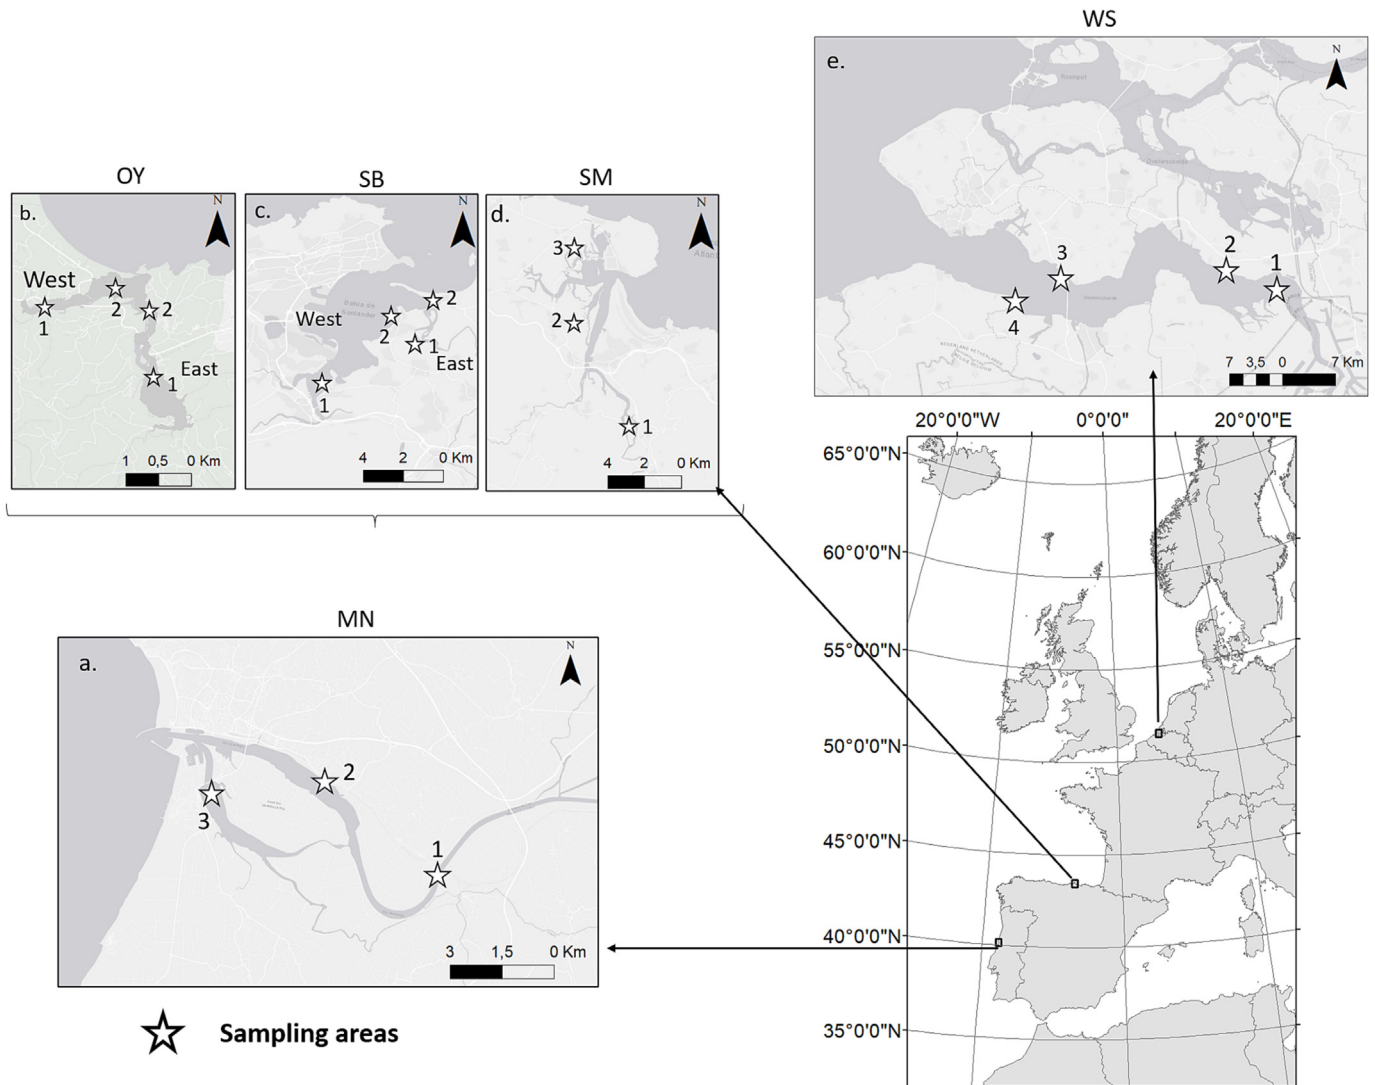 WS
e.
N
3
2
1
4
7 3,5 0 7 Km
OY
SB
SM
b.
N
West
1
2
2
East
1
1 0,5 0 Km
c.
N
West
Bahia de
Santander
2
2
1
East
1
4 2 0 Km
d.
N
3
2
1
4 2 0 Km
MN
a.
N
2
3
1
3 1,5 0 Km
Sampling areas
20°0'0"W 0°0'0" 20°0'0"E
65°0'0"N
60°0'0"N
55°0'0"N
50°0'0"N
45°0'0"N
40°0'0"N
35°0'0"N